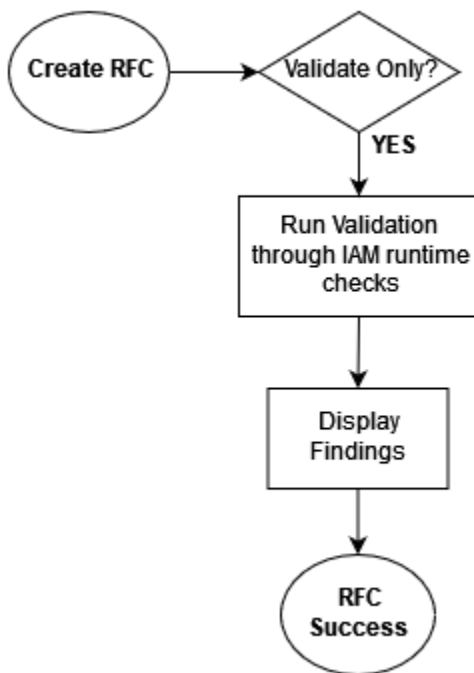 Create RFC
Validate Only?
YES
Run Validation
through IAM runtime
checks
Display
Findings
RFC
Success